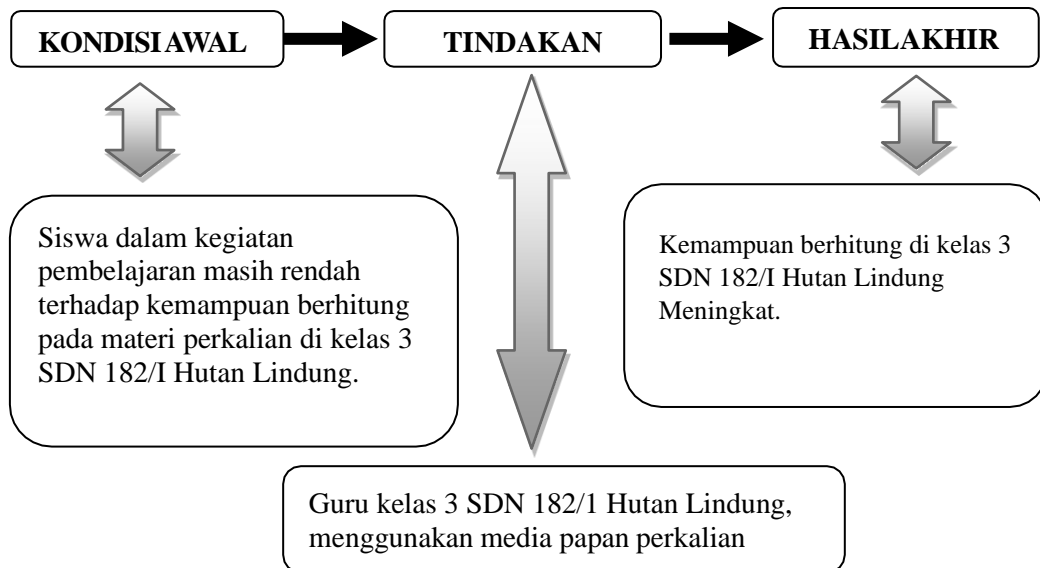 KONDISI AWAL
TINDAKAN
HASIL AKHIR
Siswa dalam kegiatan
pembelajaran masih rendah
terhadap kemampuan berhitung
pada materi perkalian di kelas 3
SDN 182/I Hutan Lindung.
Kemampuan berhitung di kelas 3
SDN 182/I Hutan Lindung
Meningkat.
Guru kelas 3 SDN 182/1 Hutan Lindung,
menggunakan media papan perkalian